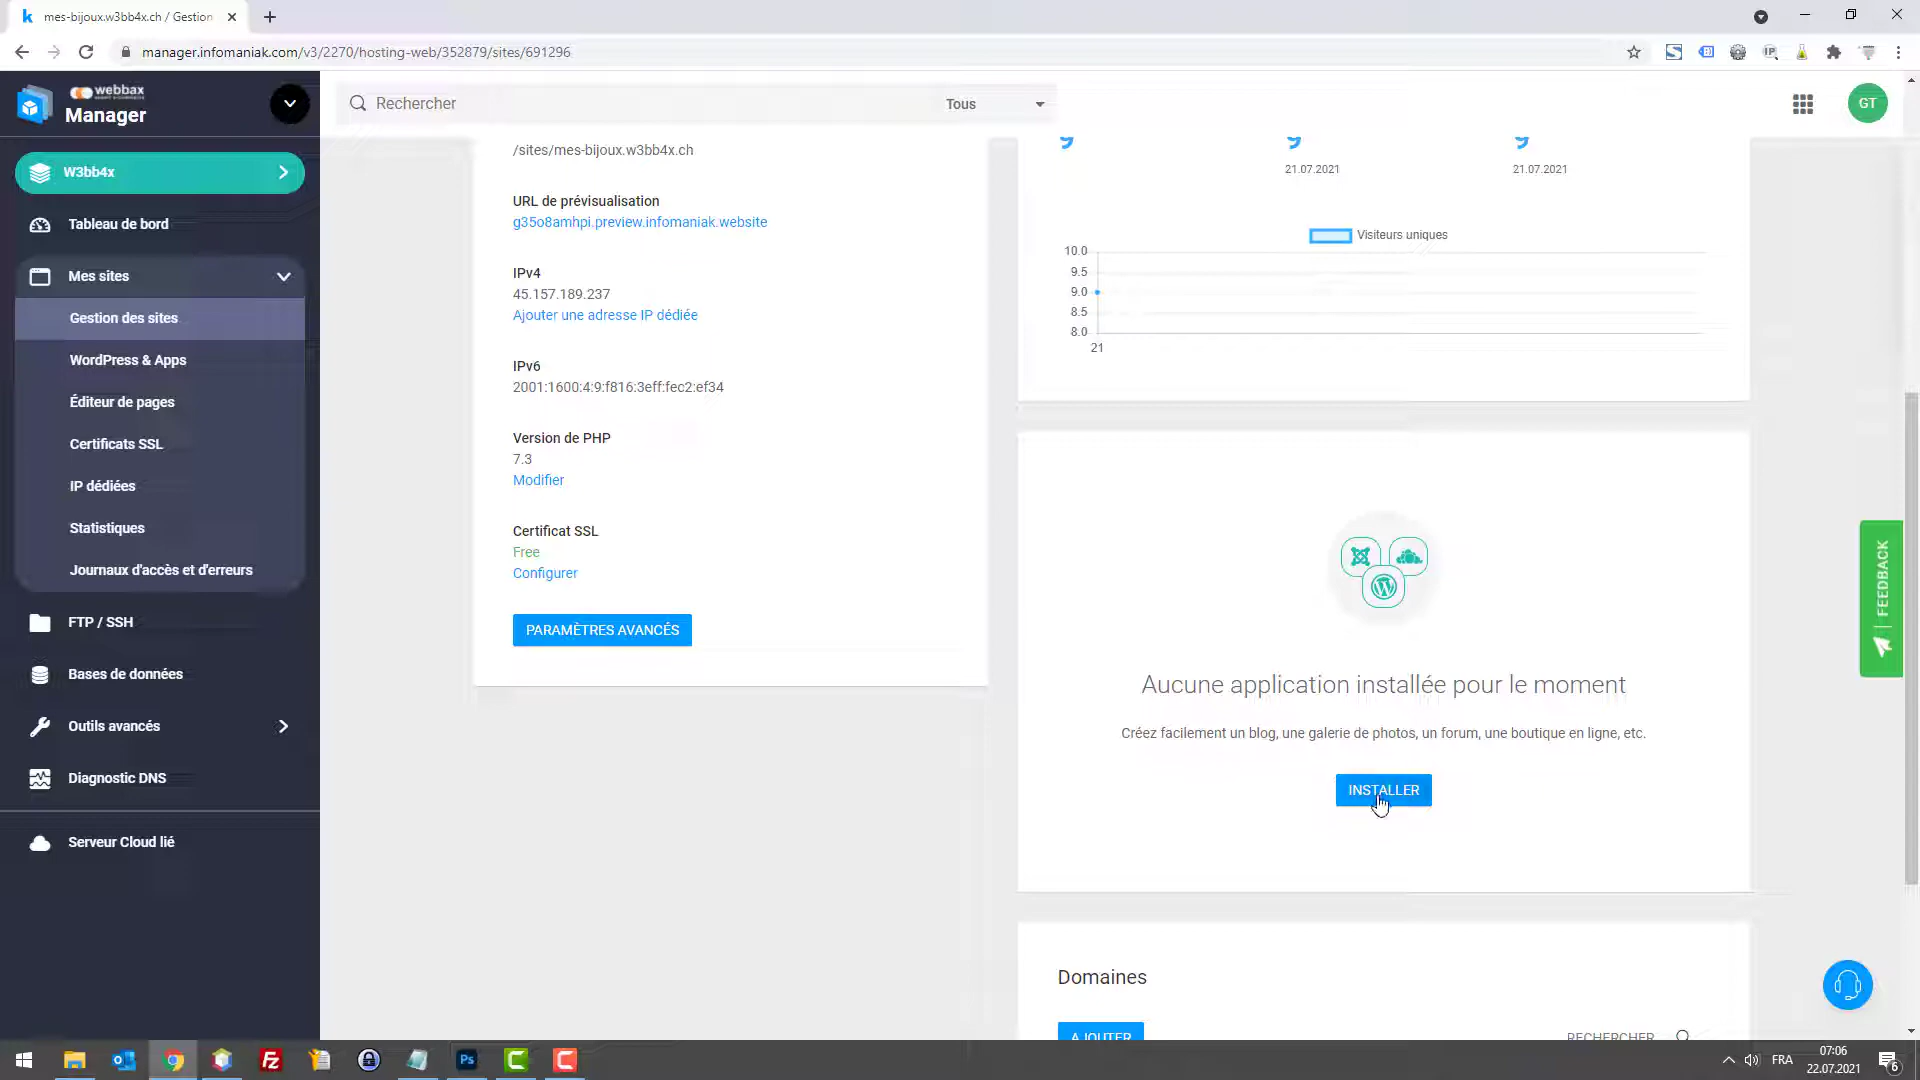 mes-bijoux.w3bb4x.ch / Gestion
manager.infomaniak.com/v3/2270/hosting-web/352879/sites/691296
webbax
Manager
Rechercher
Tous
GT
W3bb4x
Tableau de bord
Mes sites
Gestion des sites
WordPress & Apps
Éditeur de pages
Certificats SSL
IP dédiées
Statistiques
Journaux d'accès et d'erreurs
FTP / SSH
Bases de données
Outils avancés
Diagnostic DNS
Serveur Cloud lié
/sites/mes-bijoux.w3bb4x.ch
URL de prévisualisation
g35o8amhpi.preview.infomaniak.website
IPv4
45.157.189.237
Ajouter une adresse IP dédiée
IPv6
2001:1600:4:9:f816:3eff:fec2:ef34
Version de PHP
7.3
Modifier
Certificat SSL
Free
Configurer
PARAMÈTRES AVANCÉS
21.07.2021
21.07.2021
Visiteurs uniques
10.0
9.5
9.0
8.5
8.0
21
Aucune application installée pour le moment
Créez facilement un blog, une galerie de photos, un forum, une boutique en ligne, etc.
INSTALLER
Domaines
AJOUTER
RECHERCHER
FEEDBACK
Ps
FRA
07:06
22.07.2021
6